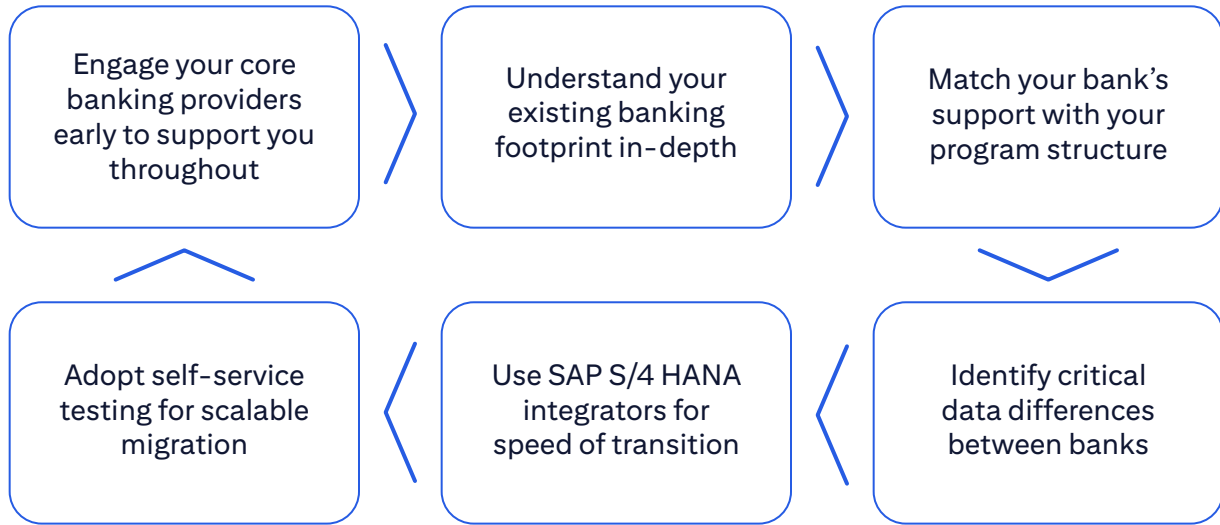 Engage your core
banking providers
early to support you
throughout
Understand your
existing banking
footprint in-depth
Match your bank’s
support with your
program structure
Identify critical
data differences
between banks
Use SAP S/4 HANA
integrators for
speed of transition
Adopt self-service
testing for scalable
migration